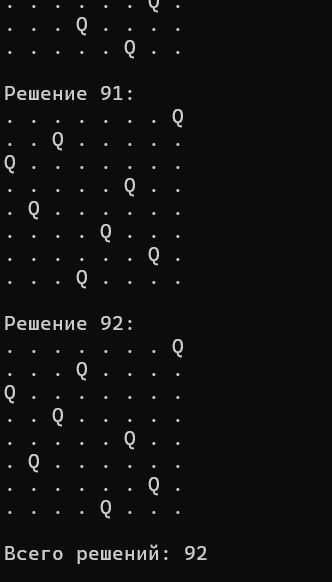 . . . . . . Q .
. . . Q . . . .
. . . . . Q . .
Решение 91:
. . . . . . . Q
. . Q . . . . .
Q . . . . . . .
. . . . . Q . .
. Q . . . . . .
. . . . Q . . .
. . . . . . Q .
. . . Q . . . .
Решение 92:
. . . . . . . Q
. . . Q . . . .
Q . . . . . . .
. . Q . . . . .
. . . . . Q . .
. Q . . . . . .
. . . . . . Q .
. . . . Q . . .
Всего решений: 92